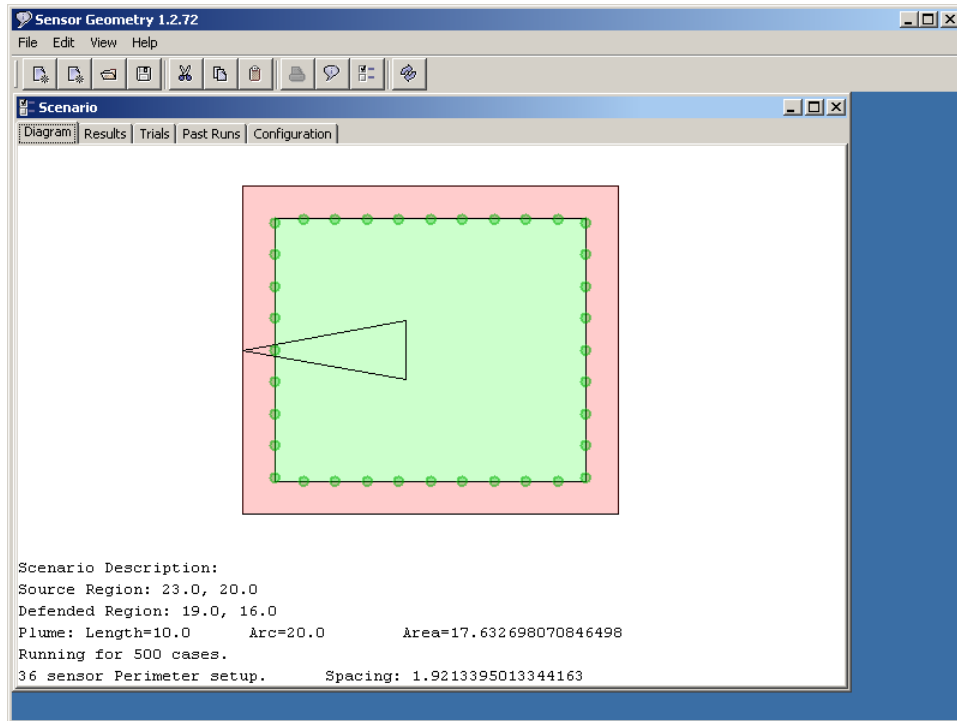 Sensor Geometry 1.2.72
File Edit View Help
Scenario
Diagram Results Trials Past Runs Configuration
Scenario Description:
Source Region: 23.0, 20.0
Defended Region: 19.0, 16.0
Plume: Length=10.0 Arc=20.0 Area=17.632698070846498
Running for 500 cases.
36 sensor Perimeter setup. Spacing: 1.9213395013344163